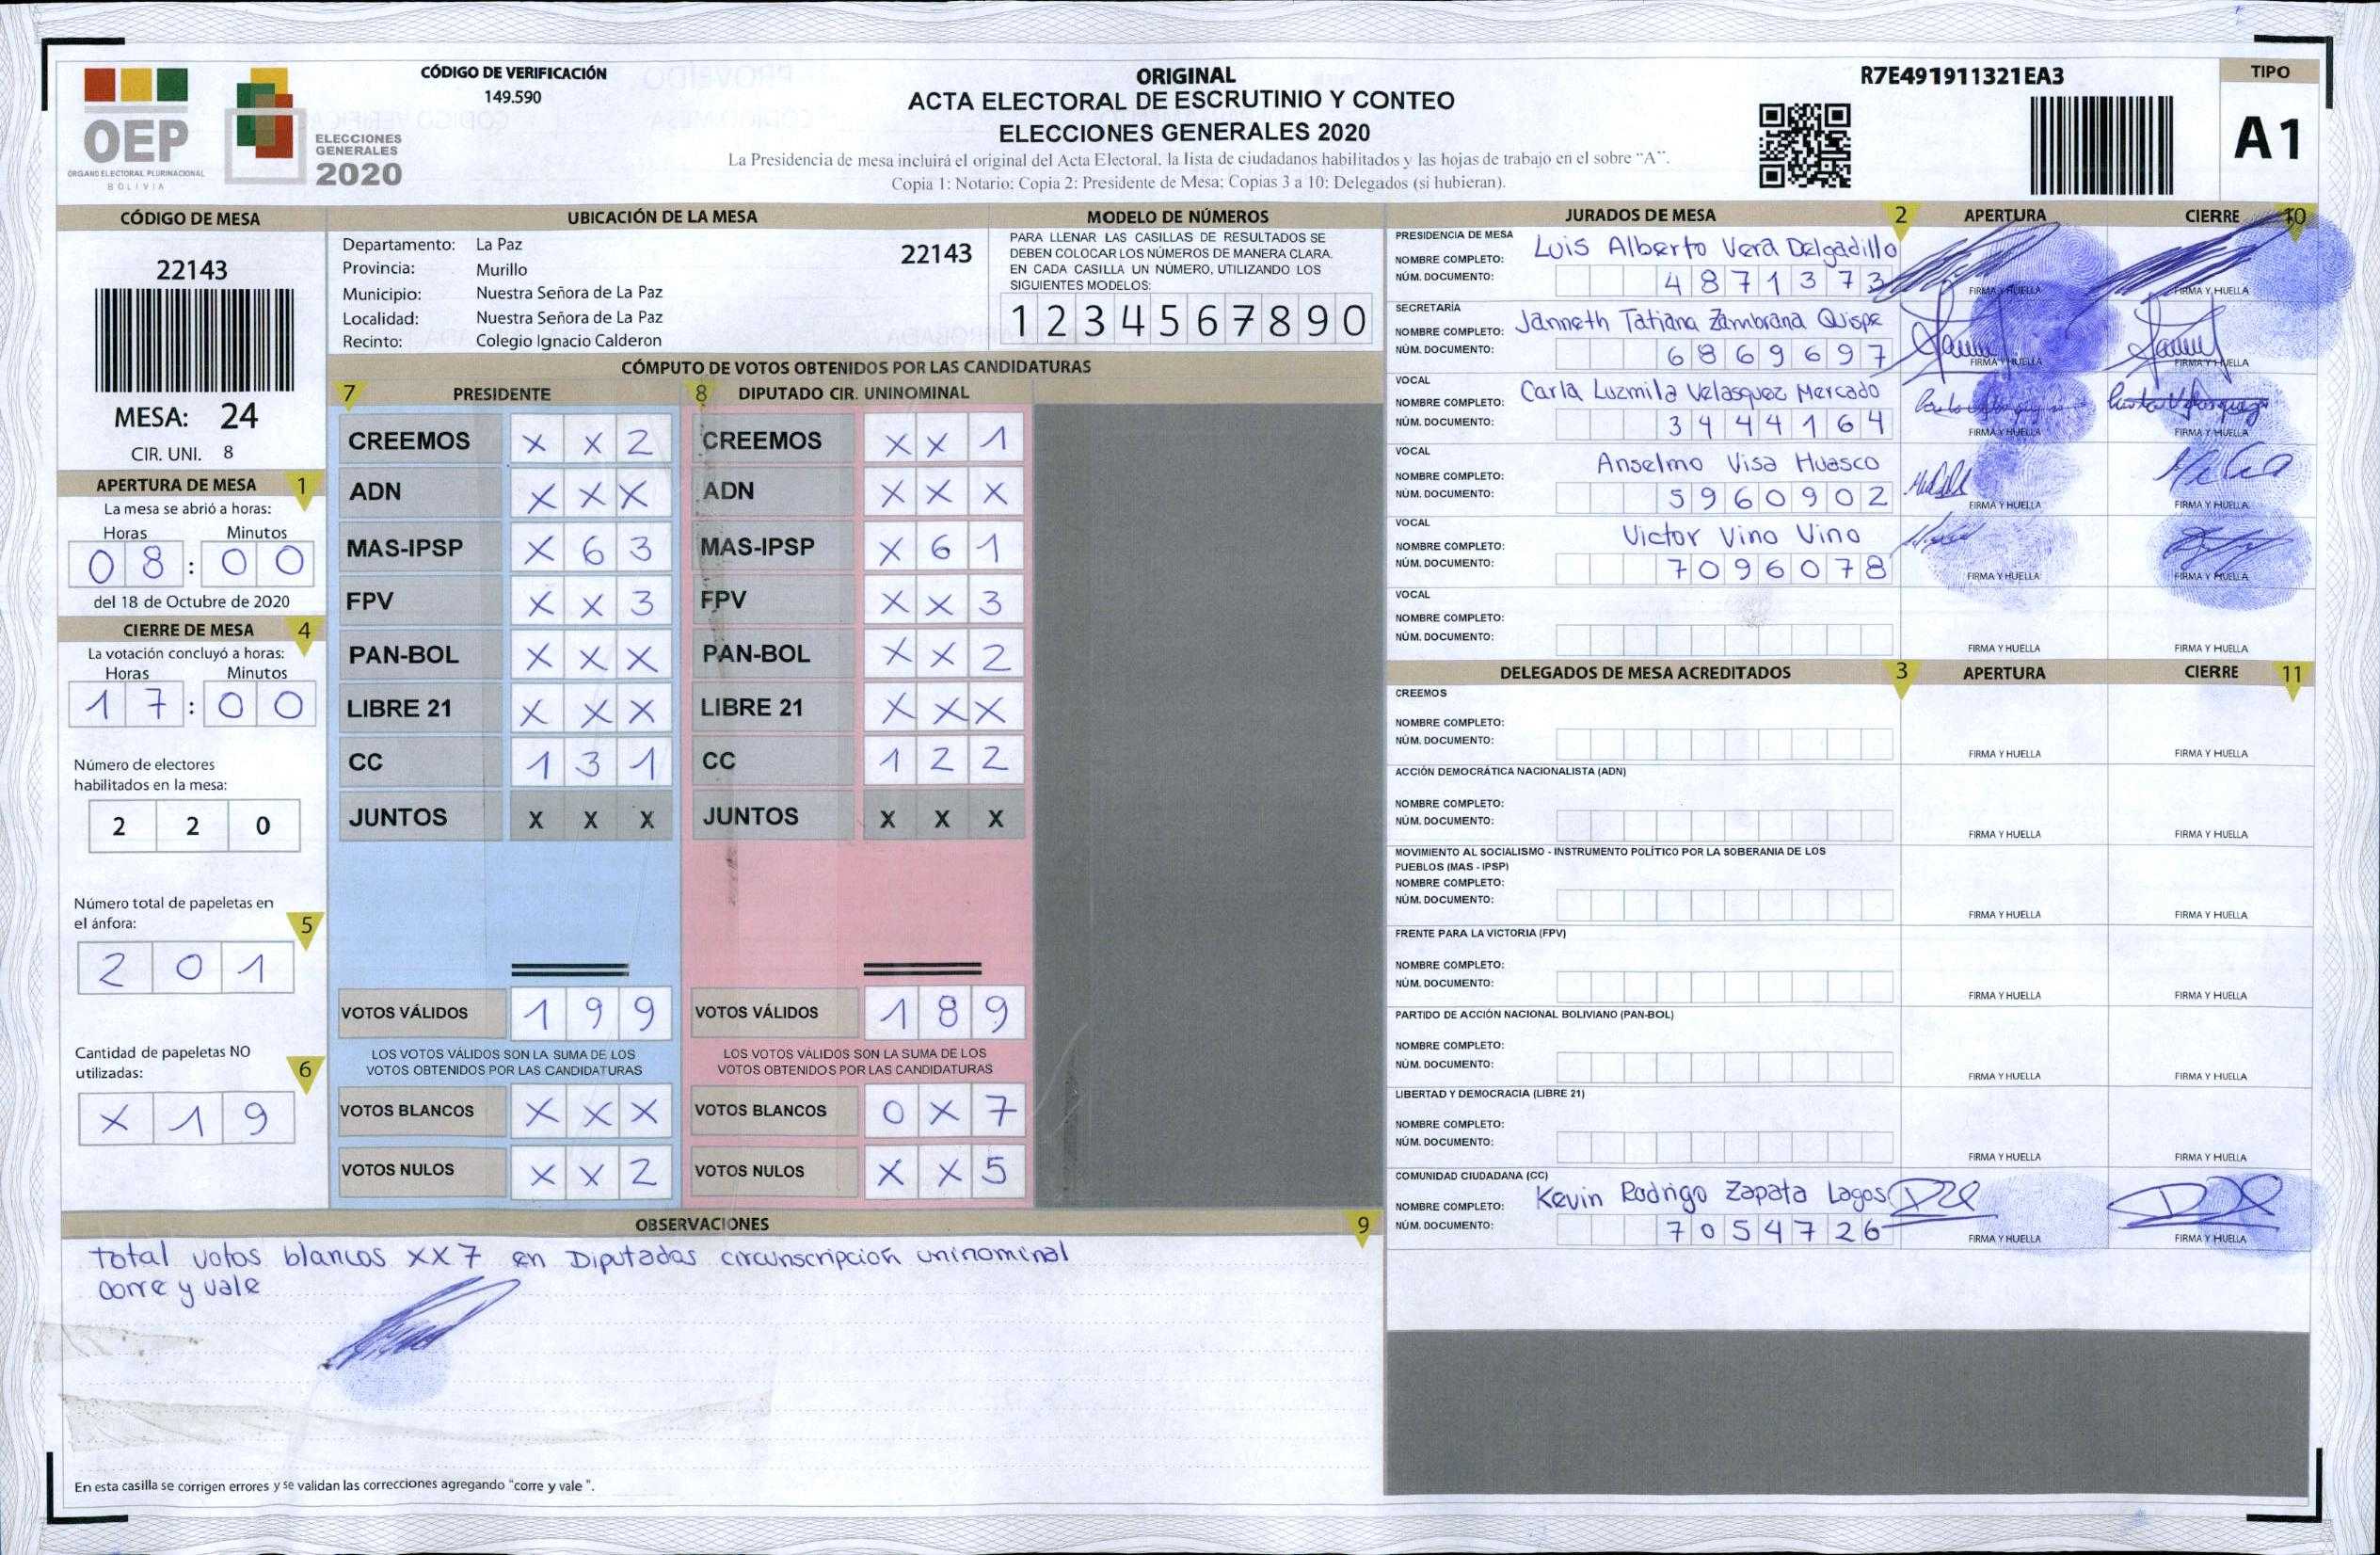 OEP
ÓRGANO ELECTORAL PLURINACIONAL
BOLIVIA
ELECCIONES
GENERALES
2020
CÓDIGO DE VERIFICACIÓN
149.590
ORIGINAL
ACTA ELECTORAL DE ESCRUTINIO Y CONTEO
ELECCIONES GENERALES 2020
La Presidencia de mesa incluirá el original del Acta Electoral, la lista de ciudadanos habilitados y las hojas de trabajo en el sobre "A".
Copia 1: Notario; Copia 2: Presidente de Mesa; Copias 3 a 10: Delegados (si hubieran).
R7E491911321EA3
TIPO
A1
CÓDIGO DE MESA
22143
MESA: 24
CIR. UNI. 8
APERTURA DE MESA 1
La mesa se abrió a horas:
Horas Minutos
08:00
del 18 de Octubre de 2020
CIERRE DE MESA 4
La votación concluyó a horas:
Horas Minutos
17:00
Número de electores
habilitados en la mesa:
2 2 0
Número total de papeletas en
el ánfora: 5
2 0 1
Cantidad de papeletas NO
utilizadas: 6
X 1 9
UBICACIÓN DE LA MESA
Departamento: La Paz
22143
Provincia: Murillo
Municipio: Nuestra Señora de La Paz
Localidad: Nuestra Señora de La Paz
Recinto: Colegio Ignacio Calderon
MODELO DE NÚMEROS
PARA LLENAR LAS CASILLAS DE RESULTADOS SE
DEBEN COLOCAR LOS NÚMEROS DE MANERA CLARA.
EN CADA CASILLA UN NÚMERO, UTILIZANDO LOS
SIGUIENTES MODELOS:
1 2 3 4 5 6 7 8 9 0
CÓMPUTO DE VOTOS OBTENIDOS POR LAS CANDIDATURAS
7 PRESIDENTE
CREEMOS X X 2
ADN X X X
MAS-IPSP X 6 3
FPV X X 3
PAN-BOL X X X
LIBRE 21 X X X
CC 1 3 1
JUNTOS X X X
VOTOS VÁLIDOS 1 9 9
LOS VOTOS VÁLIDOS SON LA SUMA DE LOS
VOTOS OBTENIDOS POR LAS CANDIDATURAS
VOTOS BLANCOS X X X
VOTOS NULOS X X 2
8 DIPUTADO CIR. UNINOMINAL
CREEMOS X X 1
ADN X X X
MAS-IPSP X 6 1
FPV X X 3
PAN-BOL X X 2
LIBRE 21 X X X
CC 1 2 2
JUNTOS X X X
VOTOS VÁLIDOS 1 8 9
LOS VOTOS VÁLIDOS SON LA SUMA DE LOS
VOTOS OBTENIDOS POR LAS CANDIDATURAS
VOTOS BLANCOS 0 X 7
VOTOS NULOS X X 5
OBSERVACIONES 9
Total votos blancos XX7 en Diputadas circunscripcion uninominal
corre y vale
En esta casilla se corrigen errores y se validan las correcciones agregando "corre y vale".
JURADOS DE MESA 2 APERTURA CIERRE 10
PRESIDENCIA DE MESA
NOMBRE COMPLETO: Luis Alberto Vera Delgadillo
NÚM. DOCUMENTO: 4871373
FIRMA Y HUELLA FIRMA Y HUELLA
SECRETARÍA
NOMBRE COMPLETO: Janneth Tatiana Zambrana Quispe
NÚM. DOCUMENTO: 6869697
FIRMA Y HUELLA FIRMA Y HUELLA
VOCAL
NOMBRE COMPLETO: Carla Luzmila Velasquez Mercado
NÚM. DOCUMENTO: 3444164
FIRMA Y HUELLA FIRMA Y HUELLA
VOCAL
NOMBRE COMPLETO: Anselmo Visa Huasco
NÚM. DOCUMENTO: 5960902
FIRMA Y HUELLA FIRMA Y HUELLA
VOCAL
NOMBRE COMPLETO: Victor Vino Vino
NÚM. DOCUMENTO: 7096078
FIRMA Y HUELLA FIRMA Y HUELLA
VOCAL
NOMBRE COMPLETO:
NÚM. DOCUMENTO:
FIRMA Y HUELLA FIRMA Y HUELLA
DELEGADOS DE MESA ACREDITADOS 3 APERTURA CIERRE 11
CREEMOS
NOMBRE COMPLETO:
NÚM. DOCUMENTO:
FIRMA Y HUELLA FIRMA Y HUELLA
ACCIÓN DEMOCRÁTICA NACIONALISTA (ADN)
NOMBRE COMPLETO:
NÚM. DOCUMENTO:
FIRMA Y HUELLA FIRMA Y HUELLA
MOVIMIENTO AL SOCIALISMO - INSTRUMENTO POLÍTICO POR LA SOBERANIA DE LOS
PUEBLOS (MAS - IPSP)
NOMBRE COMPLETO:
NÚM. DOCUMENTO:
FIRMA Y HUELLA FIRMA Y HUELLA
FRENTE PARA LA VICTORIA (FPV)
NOMBRE COMPLETO:
NÚM. DOCUMENTO:
FIRMA Y HUELLA FIRMA Y HUELLA
PARTIDO DE ACCIÓN NACIONAL BOLIVIANO (PAN-BOL)
NOMBRE COMPLETO:
NÚM. DOCUMENTO:
FIRMA Y HUELLA FIRMA Y HUELLA
LIBERTAD Y DEMOCRACIA (LIBRE 21)
NOMBRE COMPLETO:
NÚM. DOCUMENTO:
FIRMA Y HUELLA FIRMA Y HUELLA
COMUNIDAD CIUDADANA (CC)
NOMBRE COMPLETO: Kevin Rodrigo Zapata Lagos
NÚM. DOCUMENTO: 7054726
FIRMA Y HUELLA FIRMA Y HUELLA